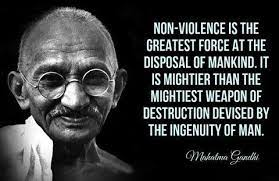 NON-VIOLENCE IS THE
GREATEST FORCE AT THE
DISPOSAL OF MANKIND. IT
IS MIGHTIER THAN THE
MIGHTIEST WEAPON OF
DESTRUCTION DEVISED BY
THE INGENUITY OF MAN.
Mahatma Gandhi